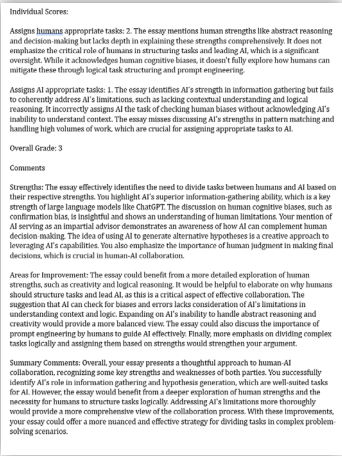 Individual Scores:
Assigns humans appropriate tasks: 2. The essay mentions human strengths like abstract reasoning
and decision-making but lacks depth in explaining these strengths comprehensively. It does not
emphasize the critical role of humans in structuring tasks and leading AI, which is a significant
oversight. While it acknowledges human cognitive biases, it doesn't fully explore how humans can
mitigate these through logical task structuring and prompt engineering.
Assigns AI appropriate tasks: 1. The essay identifies AI's strength in information gathering but fails
to coherently address AI's limitations, such as lacking contextual understanding and logical
reasoning. It incorrectly assigns AI the task of checking human biases without acknowledging AI's
inability to understand context. The essay misses discussing AI's strengths in pattern matching and
handling high volumes of work, which are crucial for assigning appropriate tasks to AI.
Overall Grade: 3
Comments
Strengths: The essay effectively identifies the need to divide tasks between humans and AI based on
their respective strengths. You highlight AI's superior information-gathering ability, which is a key
strength of large language models like ChatGPT. The discussion on human cognitive biases, such as
confirmation bias, is insightful and shows an understanding of human limitations. Your mention of
AI serving as an impartial advisor demonstrates an awareness of how AI can complement human
decision-making. The idea of using AI to generate alternative hypotheses is a creative approach to
leveraging AI's capabilities. You also emphasize the importance of human judgment in making final
decisions, which is crucial in human-AI collaboration.
Areas for Improvement: The essay could benefit from a more detailed exploration of human
strengths, such as creativity and logical reasoning. It would be helpful to elaborate on why humans
should structure tasks and lead AI, as this is a critical aspect of effective collaboration. The
suggestion that AI can check for biases and errors lacks consideration of AI's limitations in
understanding context and logic. Expanding on AI's inability to handle abstract reasoning and
creativity would provide a more balanced view. The essay could also discuss the importance of
prompt engineering by humans to guide AI effectively. Finally, more emphasis on dividing complex
tasks logically and assigning them based on strengths would strengthen your argument.
Summary Comments: Overall, your essay presents a thoughtful approach to human-AI
collaboration, recognizing some key strengths and weaknesses of both parties. You successfully
identify AI's role in information gathering and hypothesis generation, which are well-suited tasks
for AI. However, the essay would benefit from a deeper exploration of human strengths and the
necessity for humans to structure tasks logically. Addressing AI's limitations more thoroughly
would provide a more comprehensive view of the collaboration process. With these improvements,
your essay could offer a more nuanced and effective strategy for dividing tasks in complex problem-
solving scenarios.